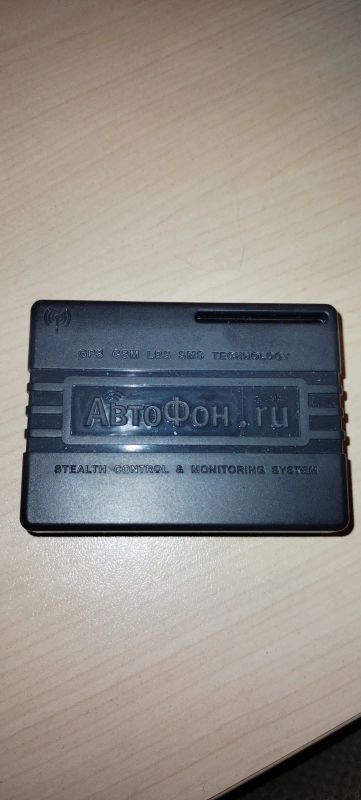 GPS GSM LBS SMS TECHNOLOGY
АвтоФон.ru
STEALTH CONTROL & MONITORING SYSTEM